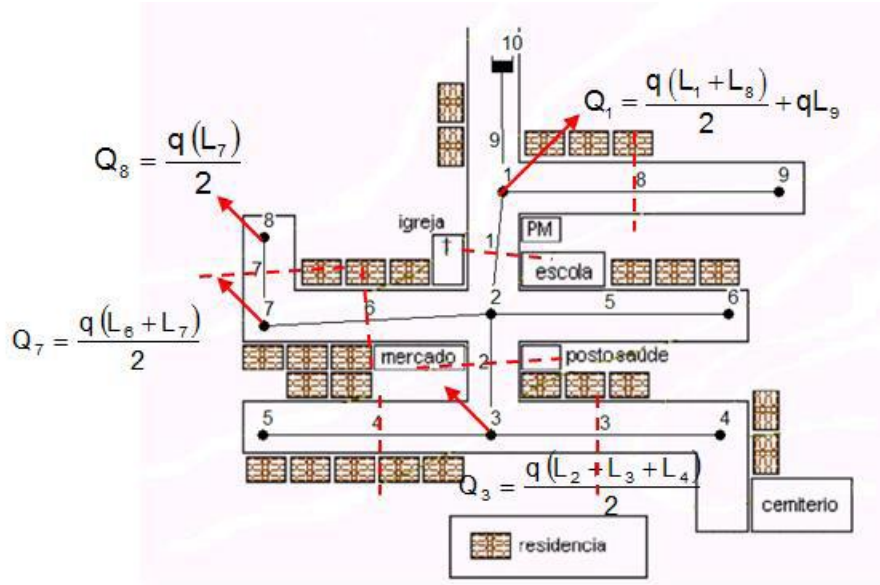 10
Q₁ = q(L₁ + L₈)/2 + qL₉
9
Q₈ = q(L₇)/2
1
8
9
8
igreja
PM
†
1
escola
7
2
5
6
6
7
Q₇ = q(L₆ + L₇)/2
mercado
2
posto saúde
5
4
3
3
4
Q₃ = q(L₂ + L₃ + L₄)/2
cemiterio
residencia